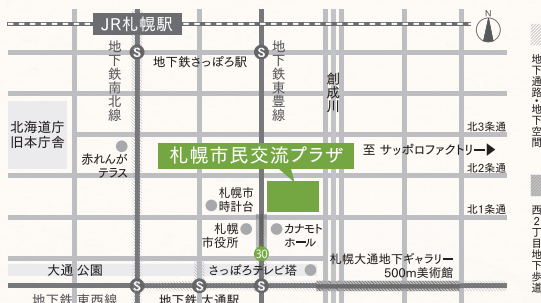 JR札幌駅
N
S
S
地下鉄さっぽろ駅
地下鉄南北線
地下鉄東豊線
創成川
地下通路・地下空間
北海道庁
旧本庁舎
赤れんが
テラス
札幌市民交流プラザ
至 サッポロファクトリー
北3条通
北2条通
札幌市
時計台
北1条通
西2丁目地下歩道
札幌
市役所
カナモト
ホール
30
大通公園
さっぽろテレビ塔
札幌大通地下ギャラリー
500m美術館
S
S
S
地下鉄東西線
地下鉄大通駅